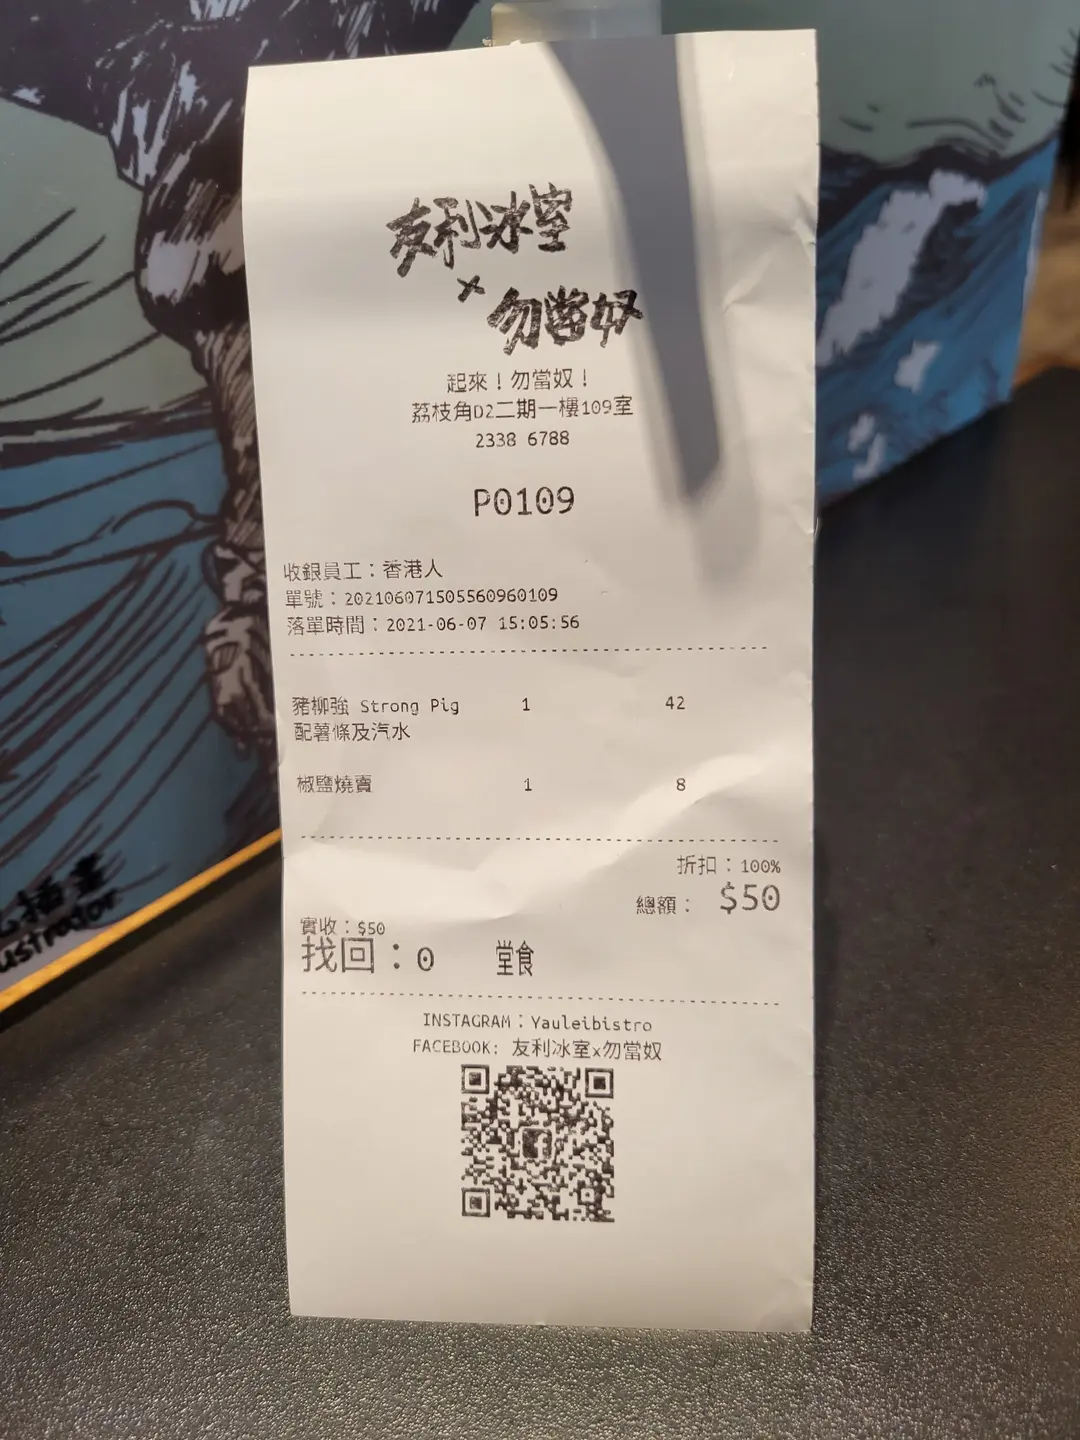 友利冰室
×
勿當奴
起來！勿當奴！
荔枝角D2二期一樓109室
2338 6788
P0109
收銀員工：香港人
單號：202106071505560960109
落單時間：2021-06-07 15:05:56
豬柳強 Strong Pig 1 42
配薯條及汽水
椒鹽燒賣 1 8
折扣：100%
總額： $50
實收：$50
找回：0 堂食
INSTAGRAM：Yauleibistro
FACEBOOK: 友利冰室x勿當奴